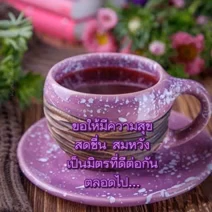 ขอให้มีความสุข
สดชื่น สมหวัง
เป็นมิตรที่ดีต่อกัน
ตลอดไป...